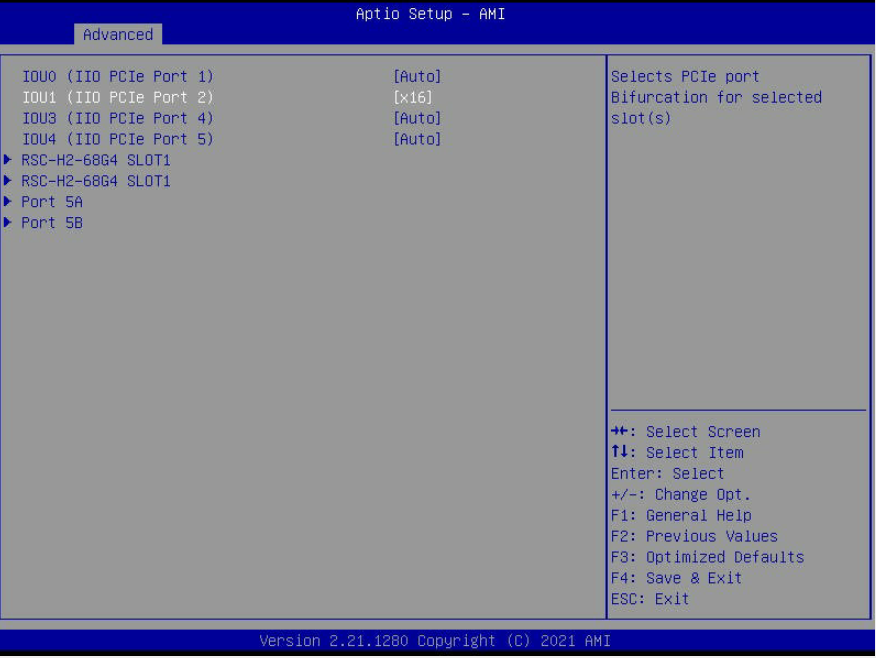 Aptio Setup - AMI
Advanced
IOU0 (IIO PCIe Port 1) [Auto]
IOU1 (IIO PCIe Port 2) [x16]
IOU3 (IIO PCIe Port 4) [Auto]
IOU4 (IIO PCIe Port 5) [Auto]
RSC-H2-68G4 SLOT1
RSC-H2-68G4 SLOT1
Port 5A
Port 5B
Selects PCIe port
Bifurcation for selected
slot(s)
→←: Select Screen
↑↓: Select Item
Enter: Select
+/-: Change Opt.
F1: General Help
F2: Previous Values
F3: Optimized Defaults
F4: Save & Exit
ESC: Exit
Version 2.21.1280 Copyright (C) 2021 AMI